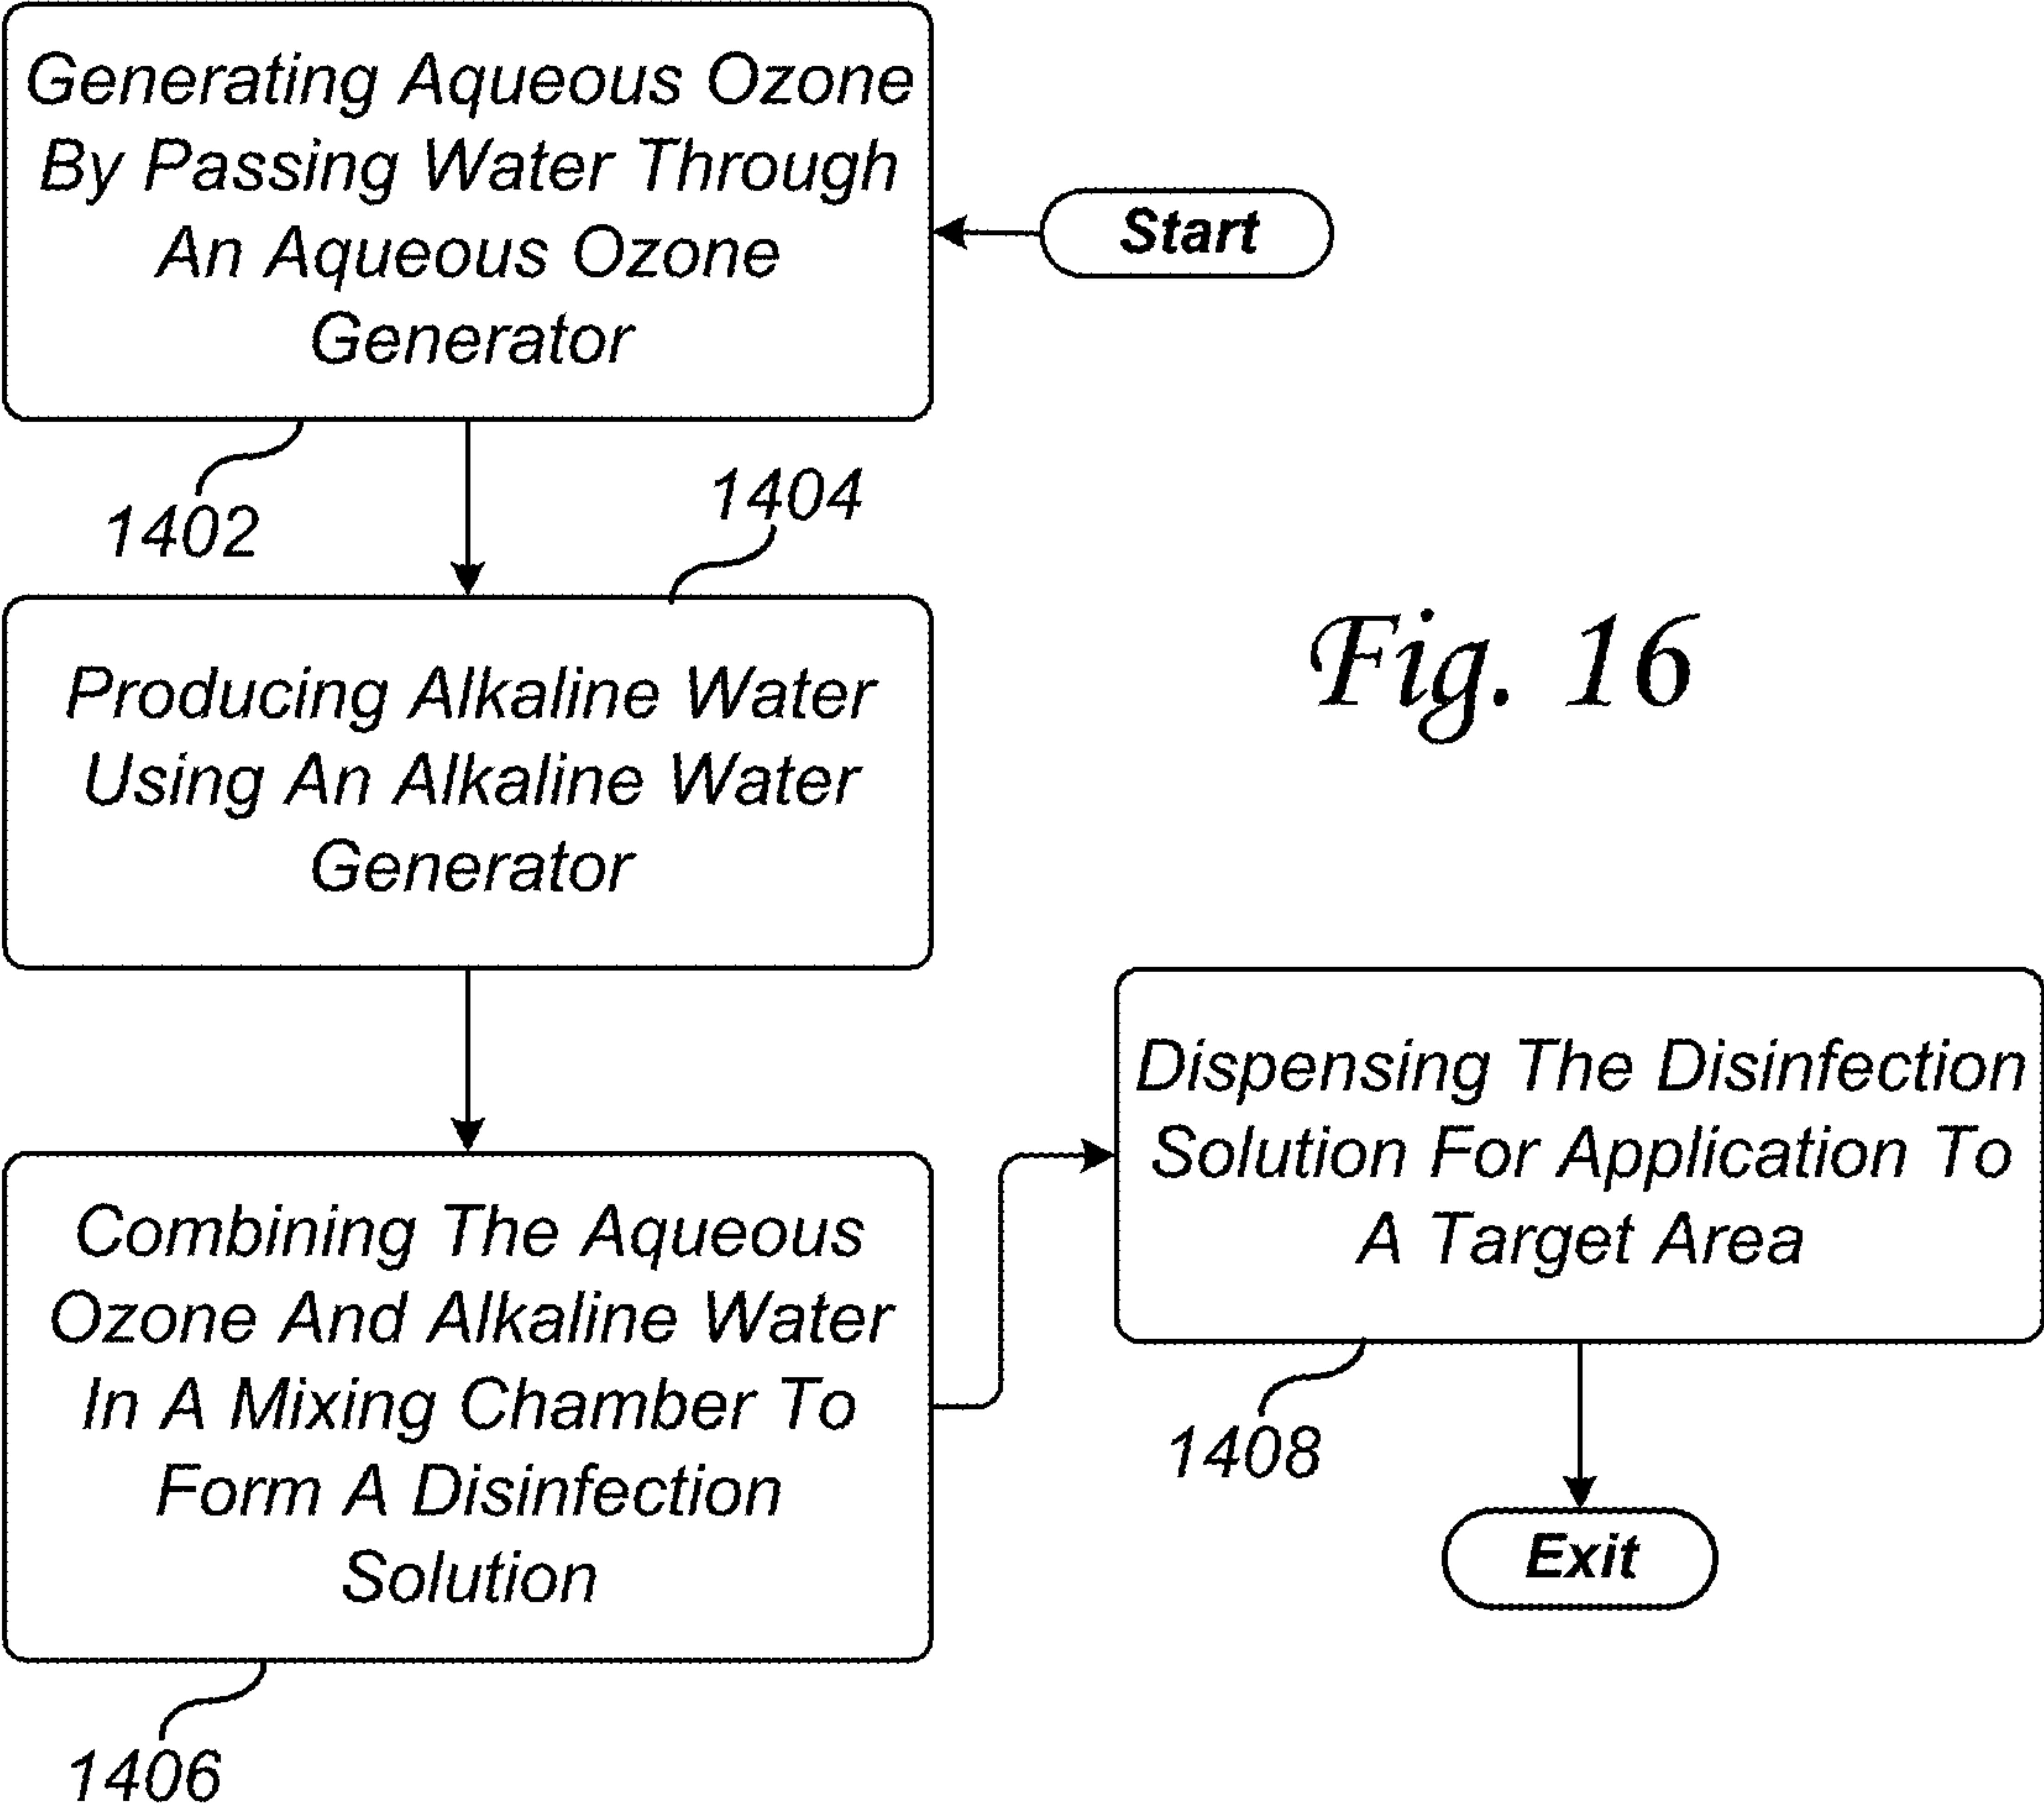 Generating Aqueous Ozone
By Passing Water Through
An Aqueous Ozone
Generator
Start
1402
1404
Producing Alkaline Water
Using An Alkaline Water
Generator
Fig. 16
Combining The Aqueous
Ozone And Alkaline Water
In A Mixing Chamber To
Form A Disinfection
Solution
1406
Dispensing The Disinfection
Solution For Application To
A Target Area
1408
Exit